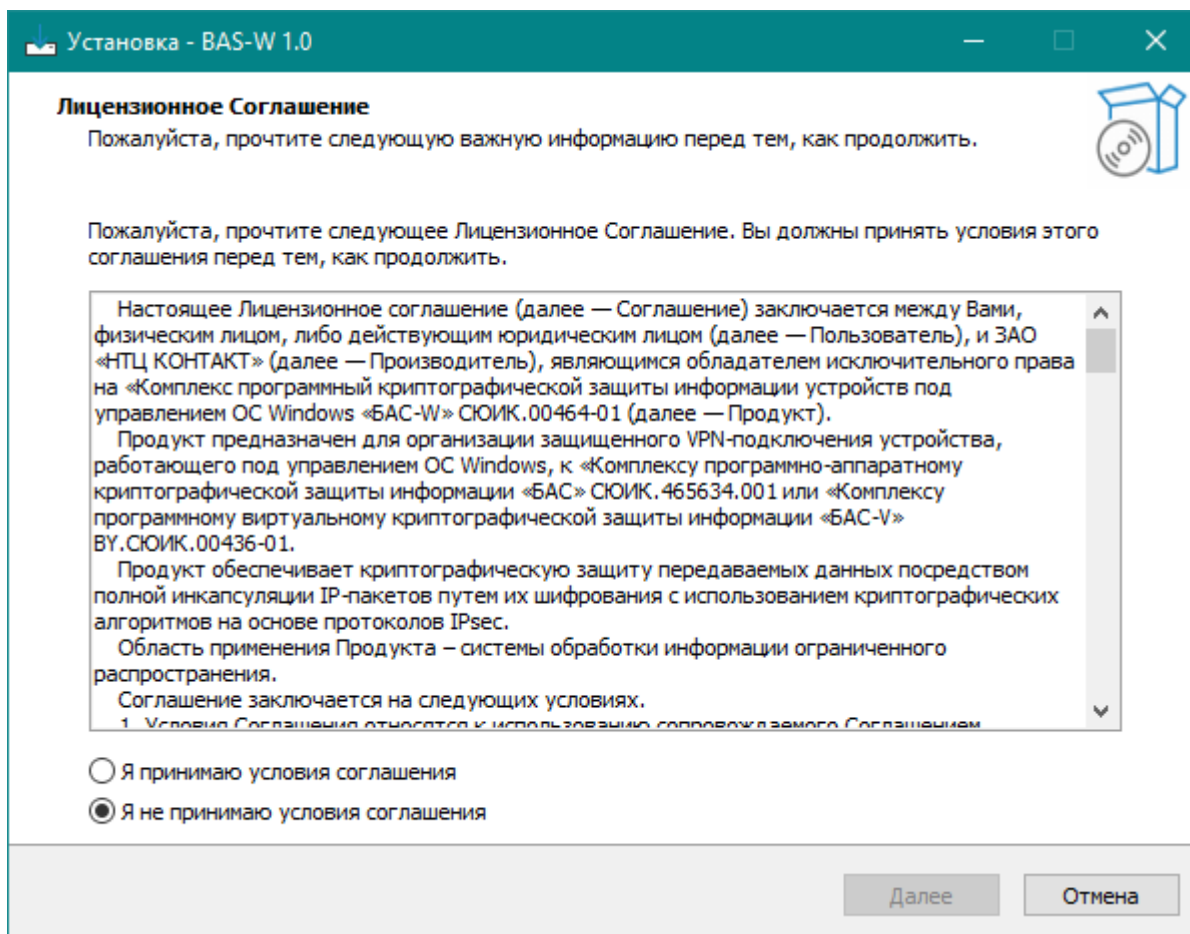 Установка - BAS-W 1.0
Лицензионное Соглашение
Пожалуйста, прочтите следующую важную информацию перед тем, как продолжить.
Пожалуйста, прочтите следующее Лицензионное Соглашение. Вы должны принять условия этого
соглашения перед тем, как продолжить.
Настоящее Лицензионное соглашение (далее — Соглашение) заключается между Вами,
физическим лицом, либо действующим юридическим лицом (далее — Пользователь), и ЗАО
«НТЦ КОНТАКТ» (далее — Производитель), являющимся обладателем исключительного права
на «Комплекс программный криптографической защиты информации устройств под
управлением ОС Windows «БАС-W» СЮИК.00464-01 (далее — Продукт).
Продукт предназначен для организации защищенного VPN-подключения устройства,
работающего под управлением ОС Windows, к «Комплексу программно-аппаратному
криптографической защиты информации «БАС» СЮИК.465634.001 или «Комплексу
программному виртуальному криптографической защиты информации «БАС-V»
BY.СЮИК.00436-01.
Продукт обеспечивает криптографическую защиту передаваемых данных посредством
полной инкапсуляции IP-пакетов путем их шифрования с использованием криптографических
алгоритмов на основе протоколов IPsec.
Область применения Продукта – системы обработки информации ограниченного
распространения.
Соглашение заключается на следующих условиях.
1. Условия Соглашения относятся к использованию сопровождаемого Соглашением
Я принимаю условия соглашения
Я не принимаю условия соглашения
Далее
Отмена